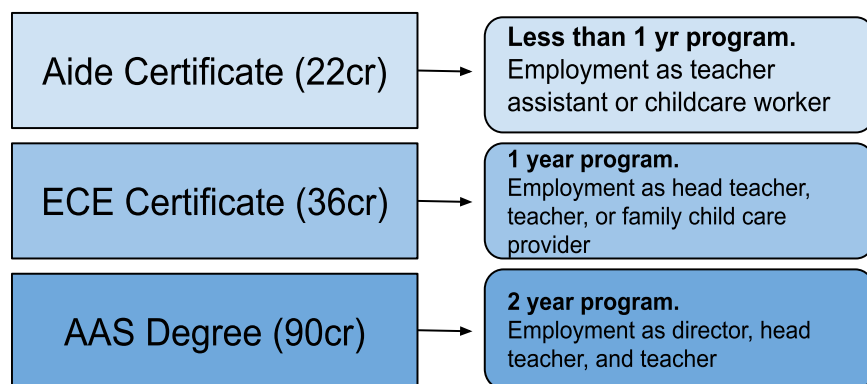 Aide Certificate (22cr)
Less than 1 yr program.
Employment as teacher
assistant or childcare worker
ECE Certificate (36cr)
1 year program.
Employment as head teacher,
teacher, or family child care
provider
AAS Degree (90cr)
2 year program.
Employment as director, head
teacher, and teacher